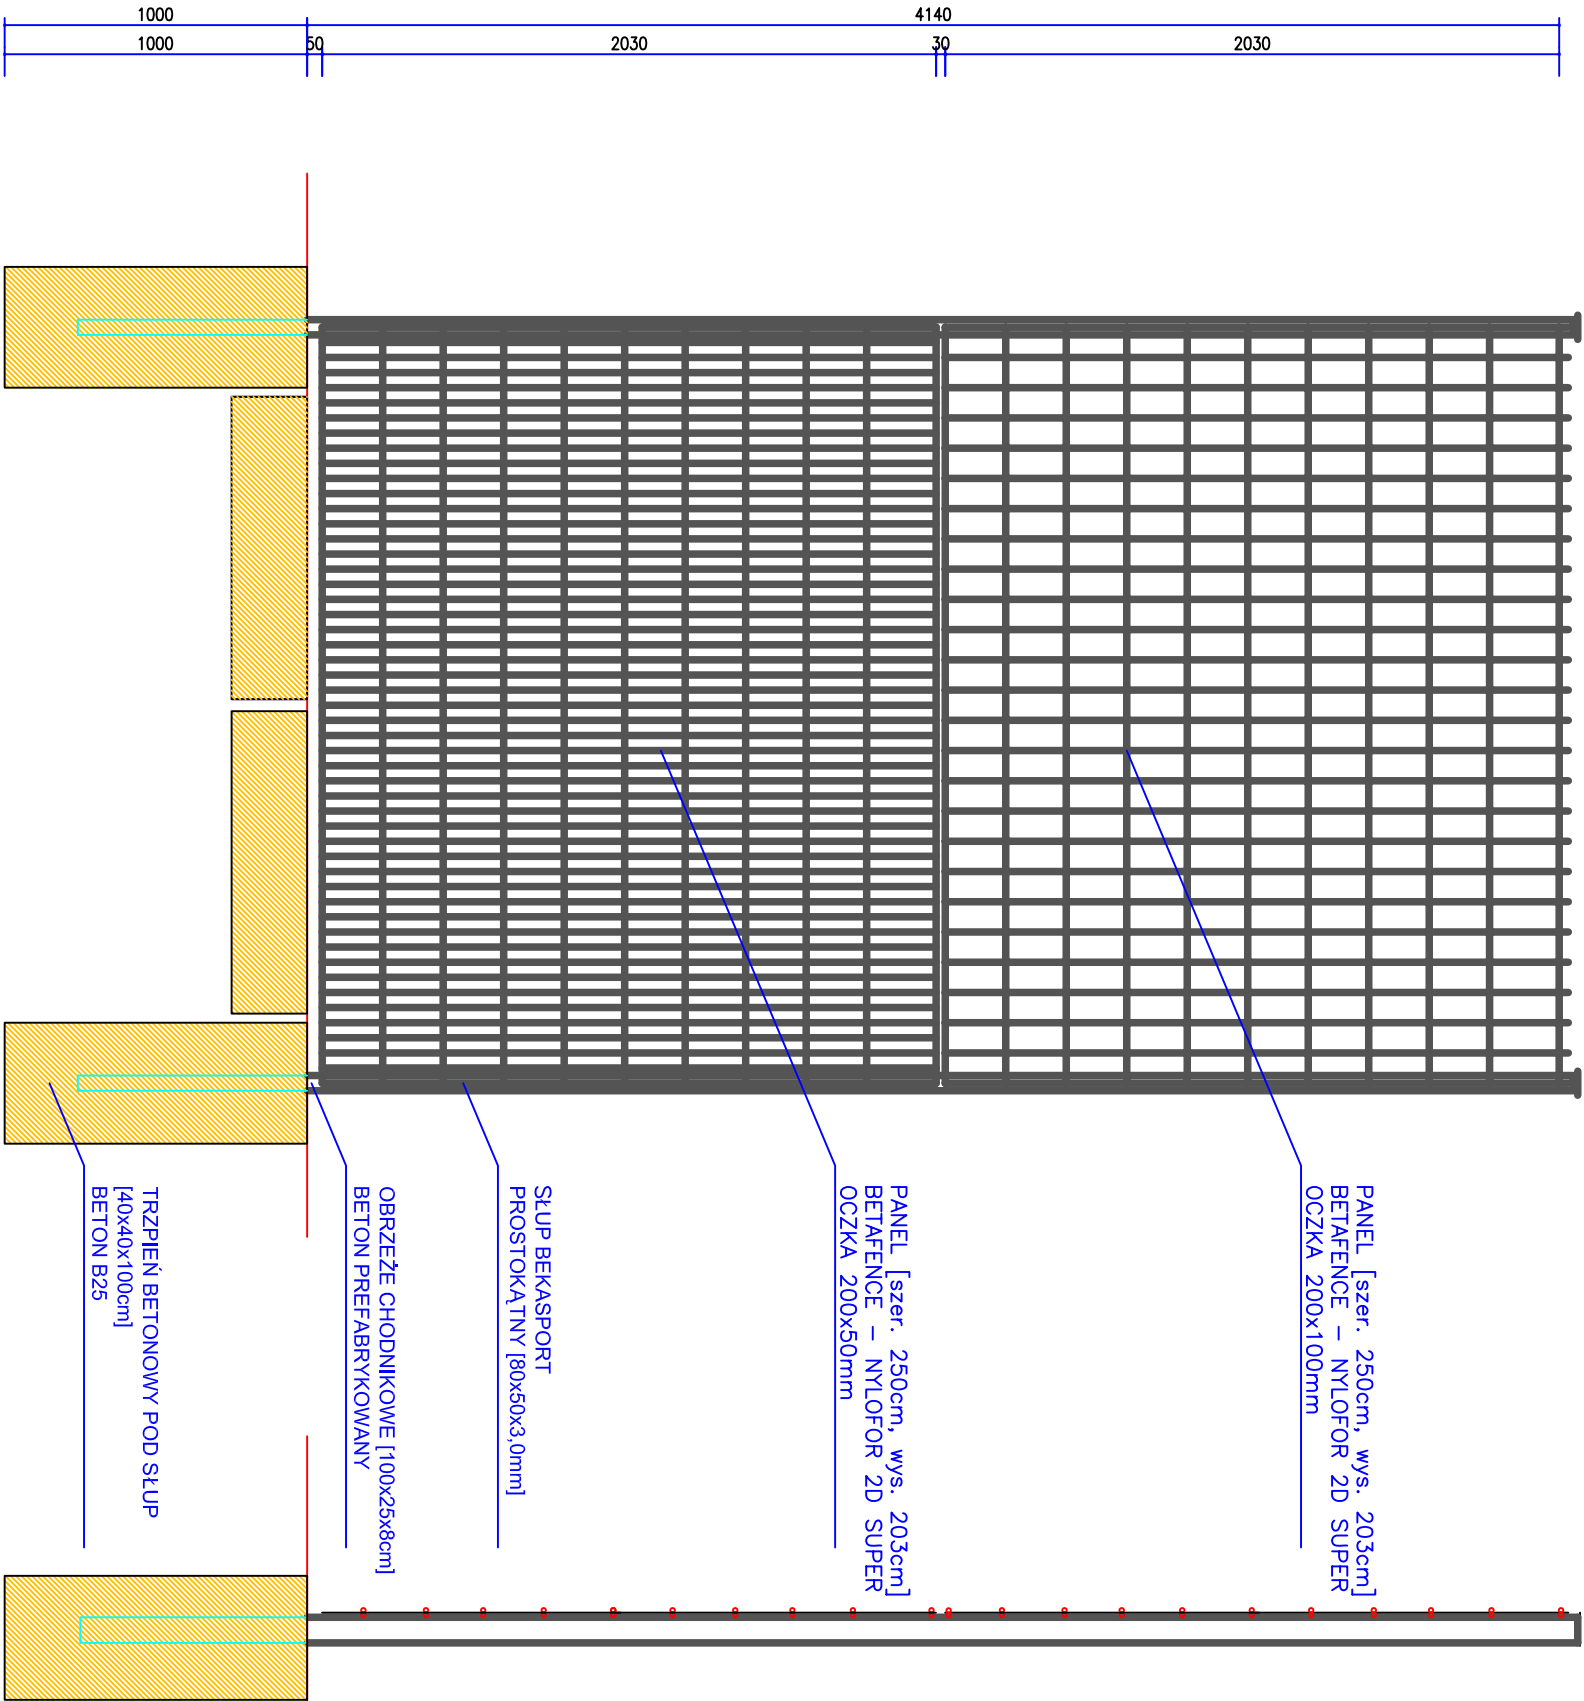 1000
4140
1000
50
2030
30
2030
PANEL [szer. 250cm, wys. 203cm]
BETAFENCE - NYLOFOR 2D SUPER
OCZKA 200x100mm
PANEL [szer. 250cm, wys. 203cm]
BETAFENCE - NYLOFOR 2D SUPER
OCZKA 200x50mm
SŁUP BEKASPORT
PROSTOKĄTNY [80x50x3,0mm]
OBRZEŻE CHODNIKOWE [100x25x8cm]
BETON PREFABRYKOWANY
TRZPIEŃ BETONOWY POD SŁUP
[40x40x100cm]
BETON B25